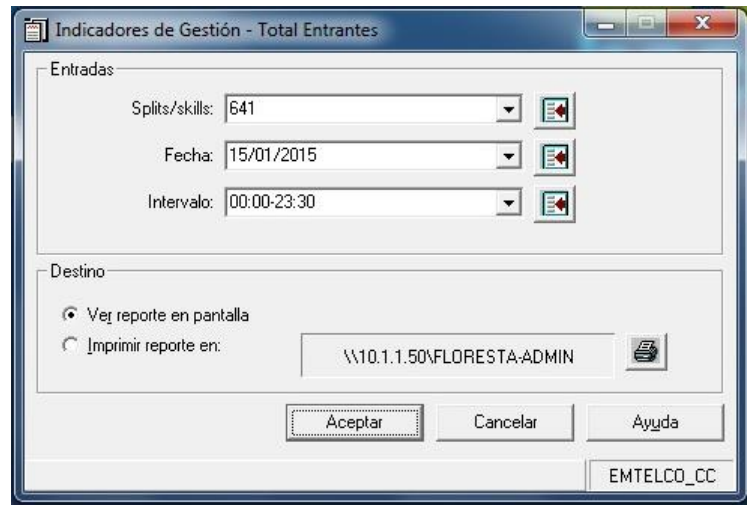 Indicadores de Gestión - Total Entrantes
Entradas
Splits/skills: 641
Fecha: 15/01/2015
Intervalo: 00:00-23:30
Destino
Ver reporte en pantalla
Imprimir reporte en: \\10.1.1.50\FLORESTA-ADMIN
Aceptar Cancelar Ayuda
EMTELCO_CC